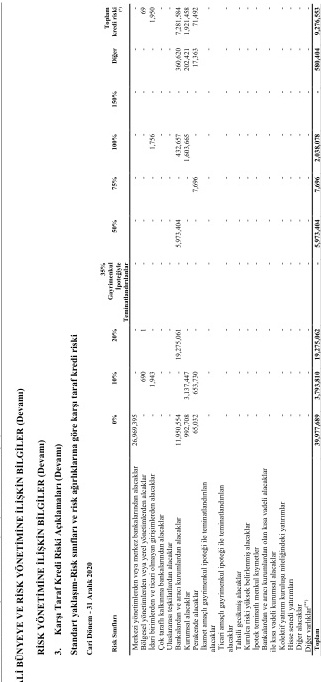 .LI BÜNYEYE VE RİSK YÖNETİMİNE İLİŞKİN BİLGİLER (Devamı)
RİSK YÖNETİMİNE İLİŞKİN BİLGİLER (Devamı)
3. Karşı Taraf Kredi Riski Açıklamaları (Devamı)
Standart yaklaşım-Risk sınıfları ve risk ağırlıklarına göre karşı taraf kredi riski
Cari Dönem - 31 Aralık 2020
Risk Sınıfları 0% 10% 20% 35% Gayrimenkul İpoteğiyle Teminatlandırılanlar 50% 75% 100% 150% Diğer Toplam kredi riski (*)
Merkezi yönetimlerden veya merkez bankalarından alacaklar 26,969,395 - - - - - - - - -
Bölgesel yönetimlerden veya yerel yönetimlerden alacaklar - 690 1 - - - - - - 69
İdari birimlerden ve ticari olmayan girişimlerden alacaklar - 1,943 - - - - 1,756 - - 1,950
Çok taraflı kalkınma bankalarından alacaklar - - - - - - - - - -
Uluslararası teşkilatlardan alacaklar - - - - - - - - - -
Bankalardan ve aracı kurumlardan alacaklar 11,950,554 - 19,275,061 - 5,973,404 - 432,657 - 360,620 7,281,584
Kurumsal alacaklar 992,708 3,137,447 - - - - 1,603,665 - 202,421 1,921,458
Perakende alacaklar 65,032 653,730 - - - 7,696 - - 17,363 71,492
İkamet amaçlı gayrimenkul ipoteği ile teminatlandırılan
alacaklar - - - - - - - - - -
Ticari amaçlı gayrimenkul ipoteği ile teminatlandırılan
alacaklar - - - - - - - - - -
Tahsili gecikmiş alacaklar - - - - - - - - - -
Kurulca riski yüksek belirlenmiş alacaklar - - - - - - - - - -
İpotek teminatlı menkul kıymetler - - - - - - - - - -
Bankalardan ve aracı kurumlardan olan kısa vadeli alacaklar
ile kısa vadeli kurumsal alacaklar - - - - - - - - - -
Kolektif yatırım kuruluşu niteliğindeki yatırımlar - - - - - - - - - -
Hisse senedi yatırımları - - - - - - - - - -
Diğer alacaklar - - - - - - - - - -
Diğer varlıklar(**) - - - - - - - - - -
Toplam 39,977,689 3,793,810 19,275,062 - 5,973,404 7,696 2,038,078 - 580,404 9,276,553